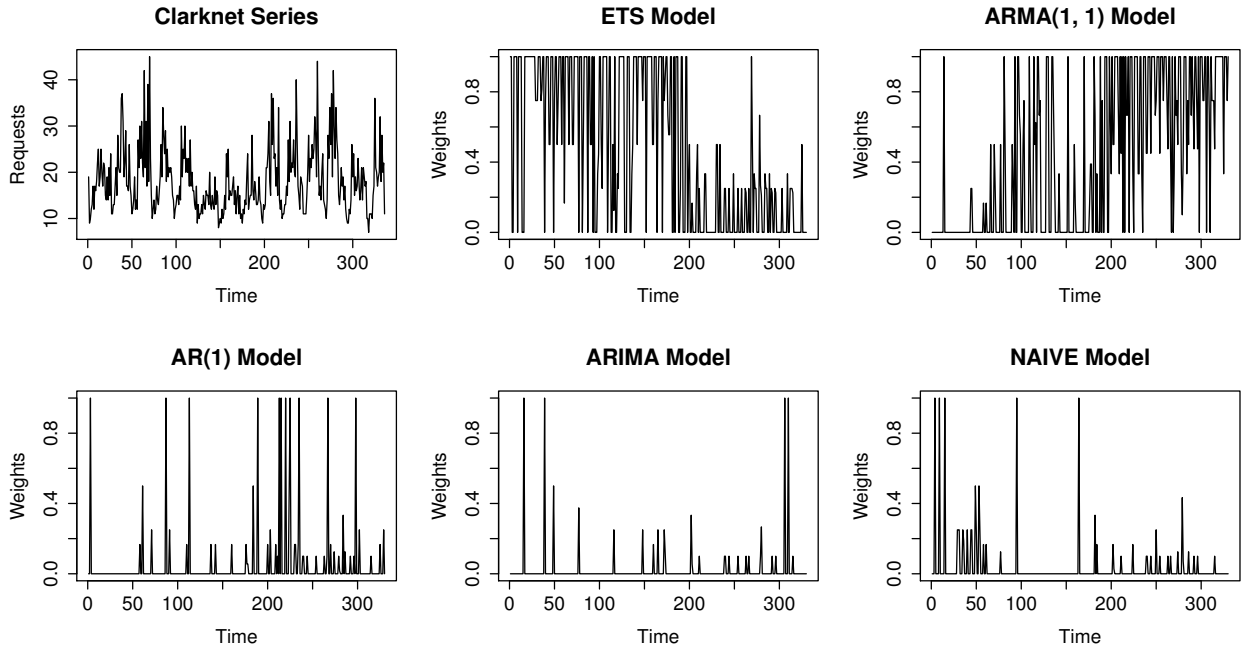 Clarknet Series
ETS Model
ARMA(1, 1) Model
Requests
10 20 30 40
0 50 100 200 300
Time
Weights
0.0 0.4 0.8
0 50 100 200 300
Time
Weights
0.0 0.4 0.8
0 50 100 200 300
Time
AR(1) Model
ARIMA Model
NAIVE Model
Weights
0.0 0.4 0.8
0 50 100 200 300
Time
Weights
0.0 0.4 0.8
0 50 100 200 300
Time
Weights
0.0 0.4 0.8
0 50 100 200 300
Time